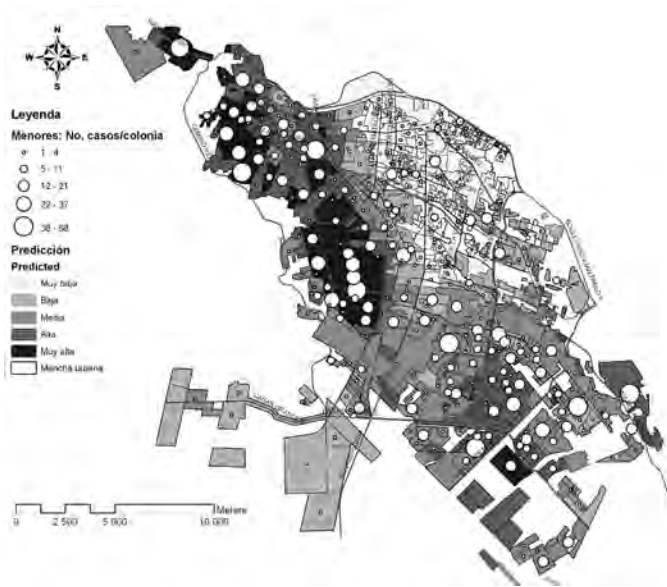 N
W E
S
Leyenda
Menores: No. casos/colonia
1 - 4
5 - 11
12 - 21
22 - 37
38 - 68
Predicción
Predicted
Muy baja
Baja
Media
Alta
Muy alta
Mancha urbana
Meters
0 2 500 5 000 10 000